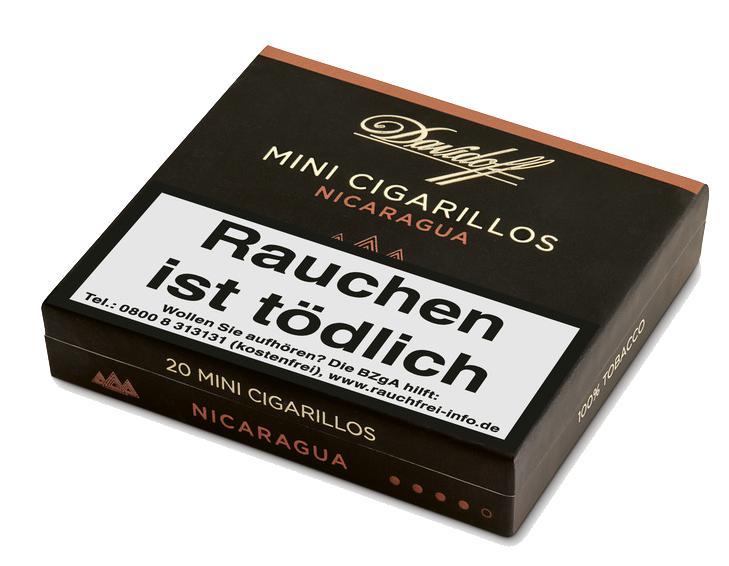 Davidoff
MINI CIGARILLOS
NICARAGUA
Rauchen
ist tödlich
Wollen Sie aufhören? Die BZgA hilft:
Tel.: 0800 8 313131 (kostenfrei), www.rauchfrei-info.de
20 MINI CIGARILLOS
NICARAGUA
100% TOBACCO